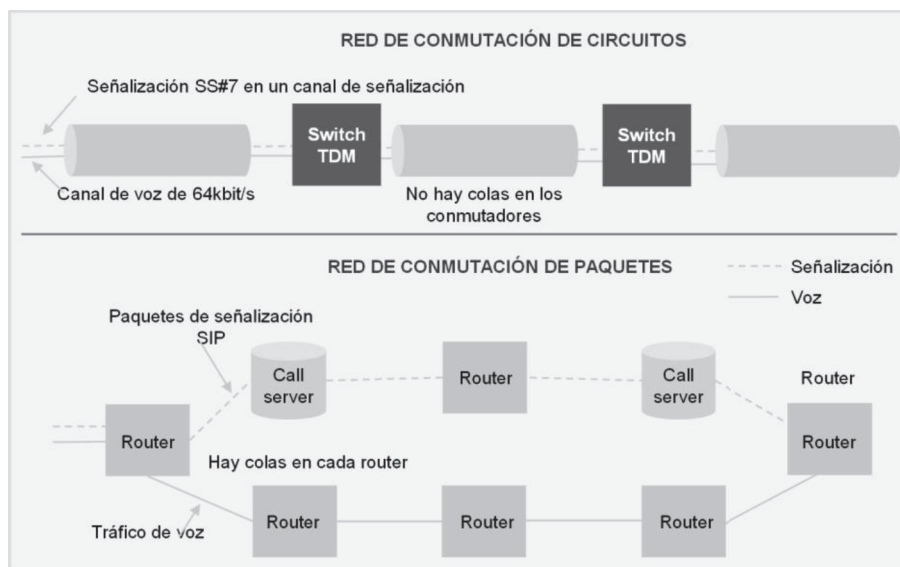 RED DE CONMUTACIÓN DE CIRCUITOS
Señalización SS#7 en un canal de señalización
Switch
TDM
Switch
TDM
Canal de voz de 64kbit/s
No hay colas en los
conmutadores
RED DE CONMUTACIÓN DE PAQUETES
Señalización
Voz
Paquetes de señalización
SIP
Call
server
Router
Call
server
Router
Router
Router
Hay colas en cada router
Tráfico de voz
Router
Router
Router